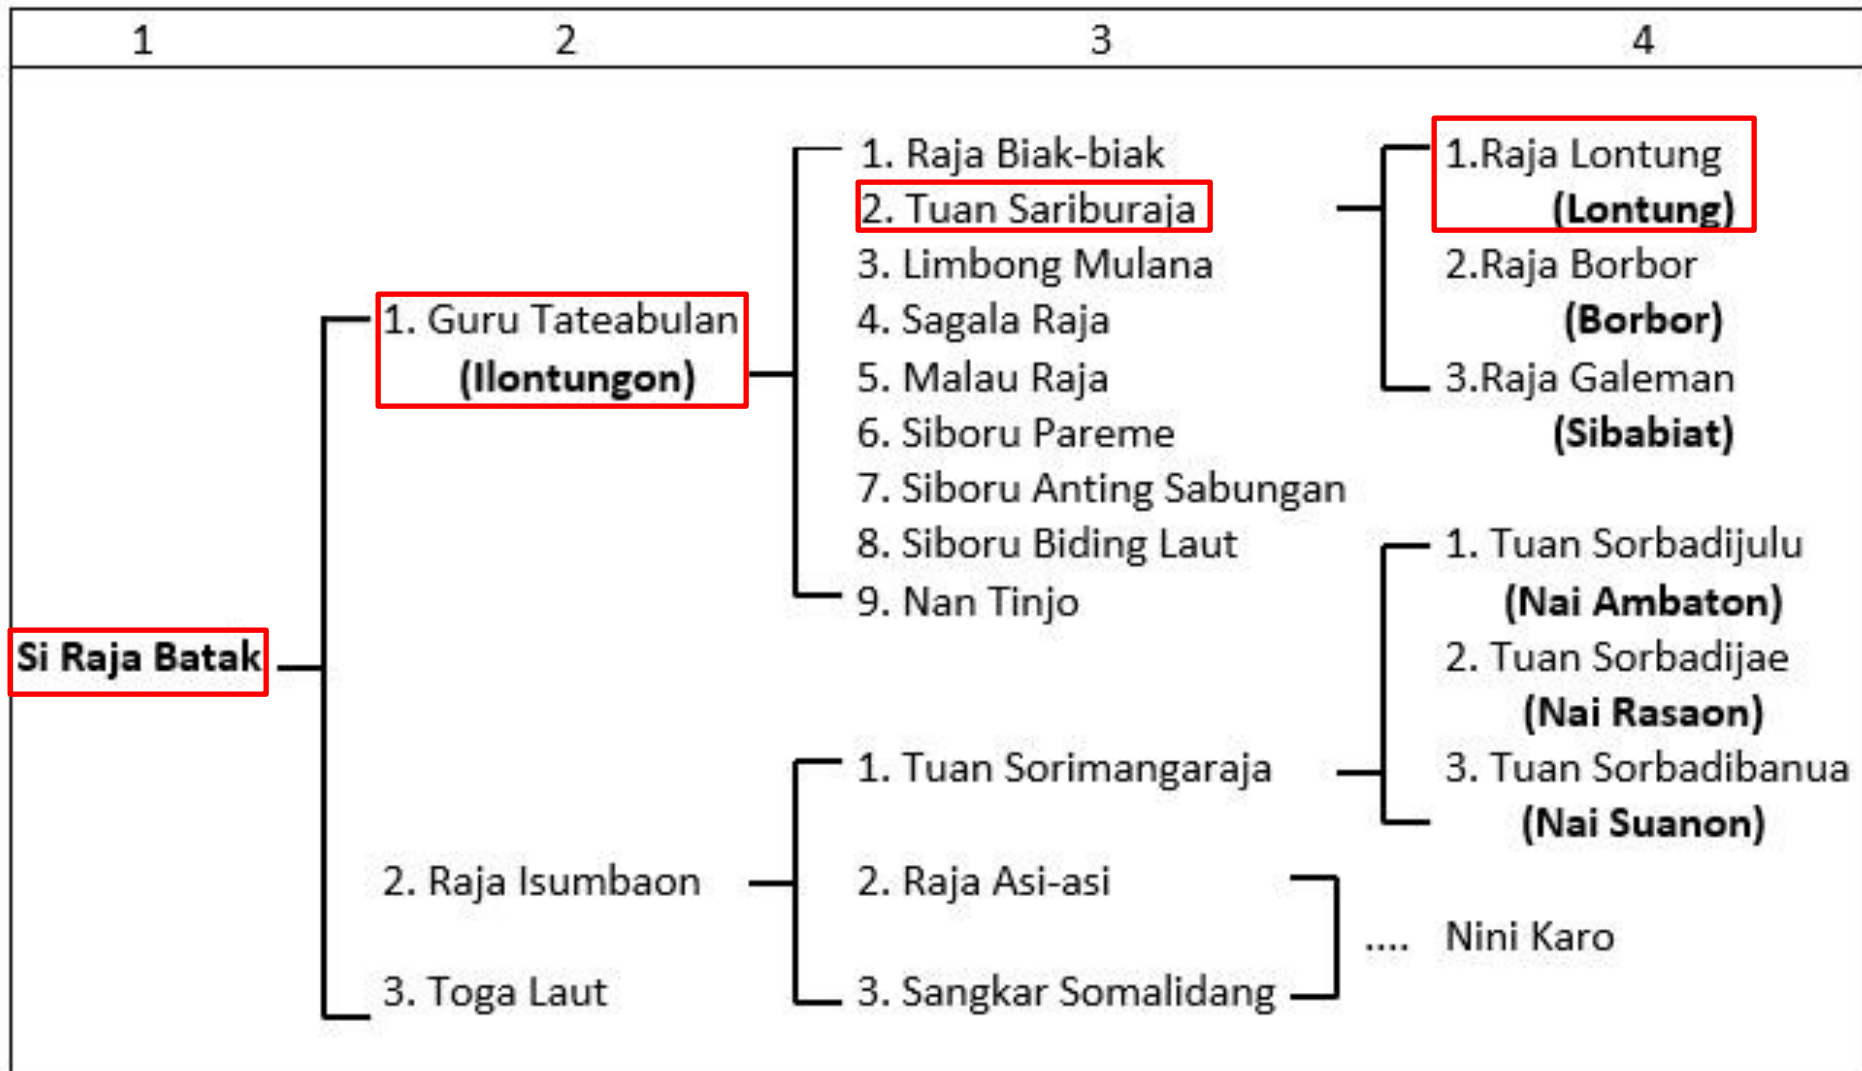 1 2 3 4
Si Raja Batak
1. Guru Tateabulan
(Ilontungon)
2. Raja Isumbaon
3. Toga Laut
1. Raja Biak-biak
2. Tuan Sariburaja
3. Limbong Mulana
4. Sagala Raja
5. Malau Raja
6. Siboru Pareme
7. Siboru Anting Sabungan
8. Siboru Biding Laut
9. Nan Tinjo
1. Tuan Sorimangaraja
2. Raja Asi-asi
3. Sangkar Somalidang
1.Raja Lontung
(Lontung)
2.Raja Borbor
(Borbor)
3.Raja Galeman
(Sibabiat)
1. Tuan Sorbadijulu
(Nai Ambaton)
2. Tuan Sorbadijae
(Nai Rasaon)
3. Tuan Sorbadibanua
(Nai Suanon)
.... Nini Karo